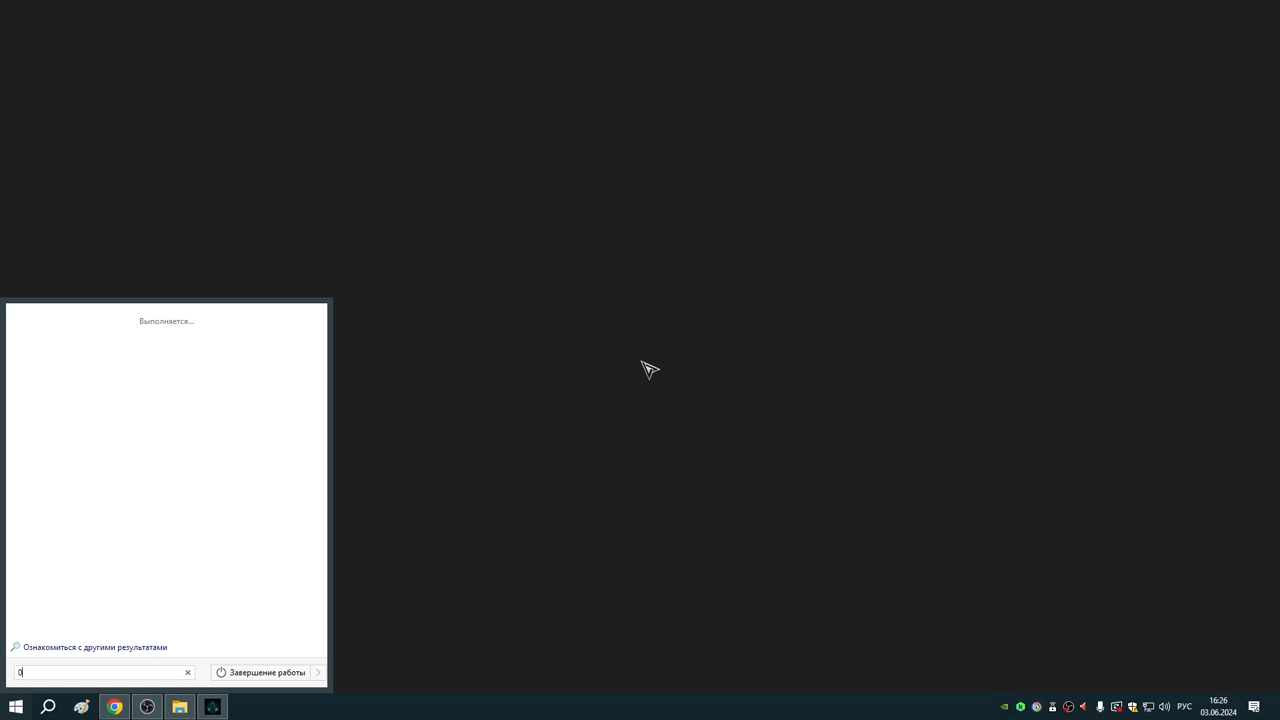 Выполняется...
Ознакомиться с другими результатами
0
Завершение работы
РУС
16:26
03.06.2024